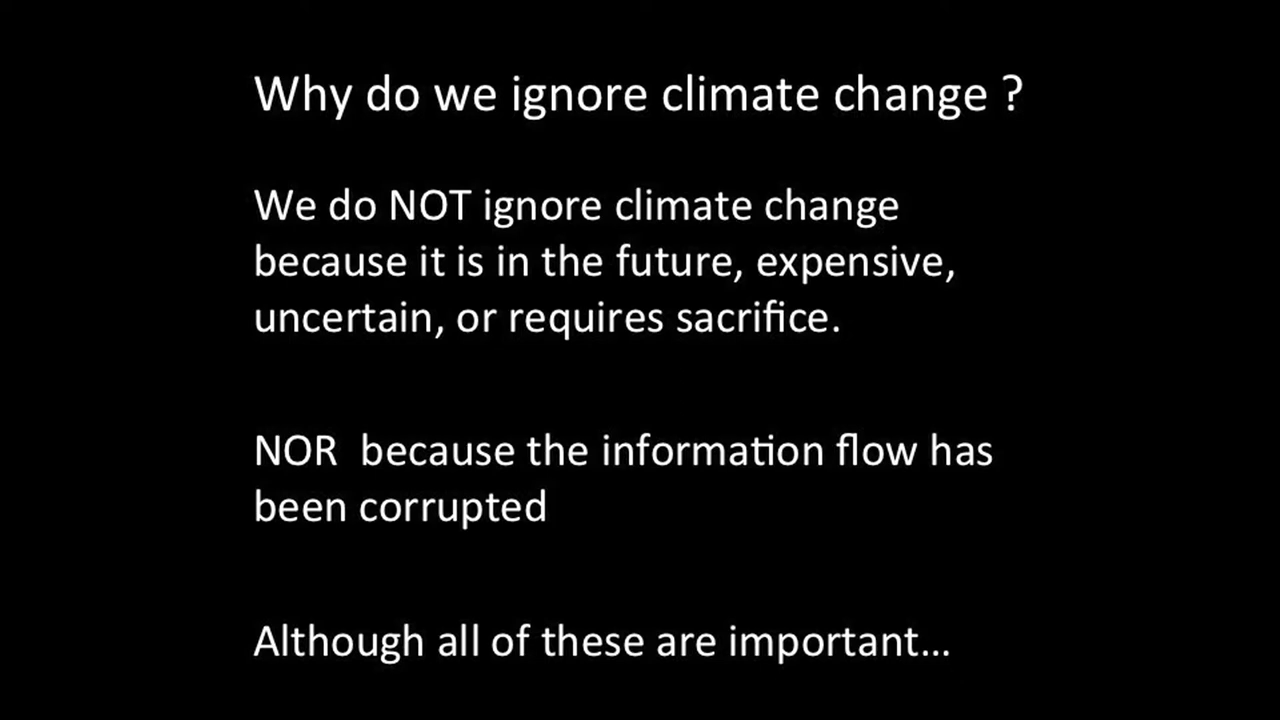 Why do we ignore climate change ?
We do NOT ignore climate change
because it is in the future, expensive,
uncertain, or requires sacrifice.
NOR  because the information flow has
been corrupted
Although all of these are important…